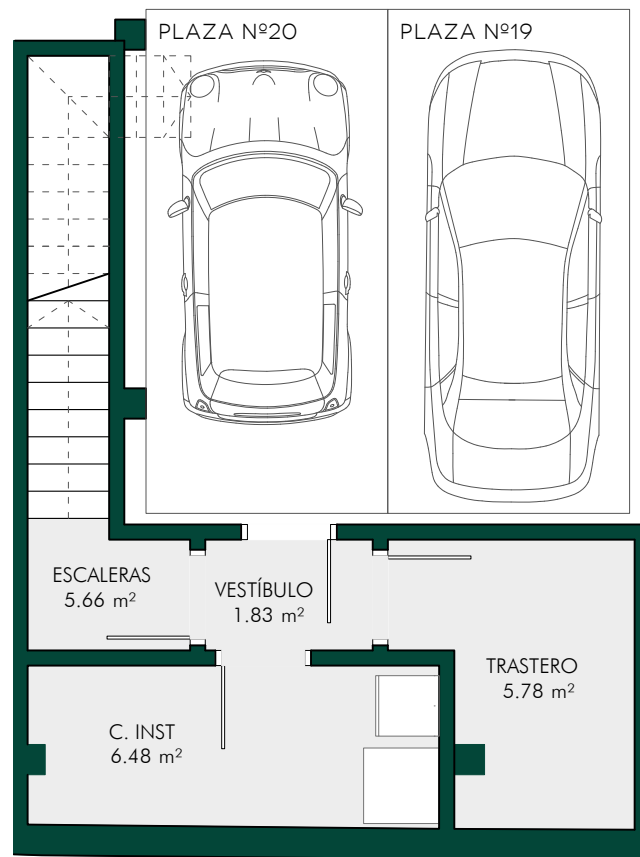 PLAZA Nº20
PLAZA Nº19
ESCALERAS
5.66 m²
VESTÍBULO
1.83 m²
TRASTERO
5.78 m²
C. INST
6.48 m²